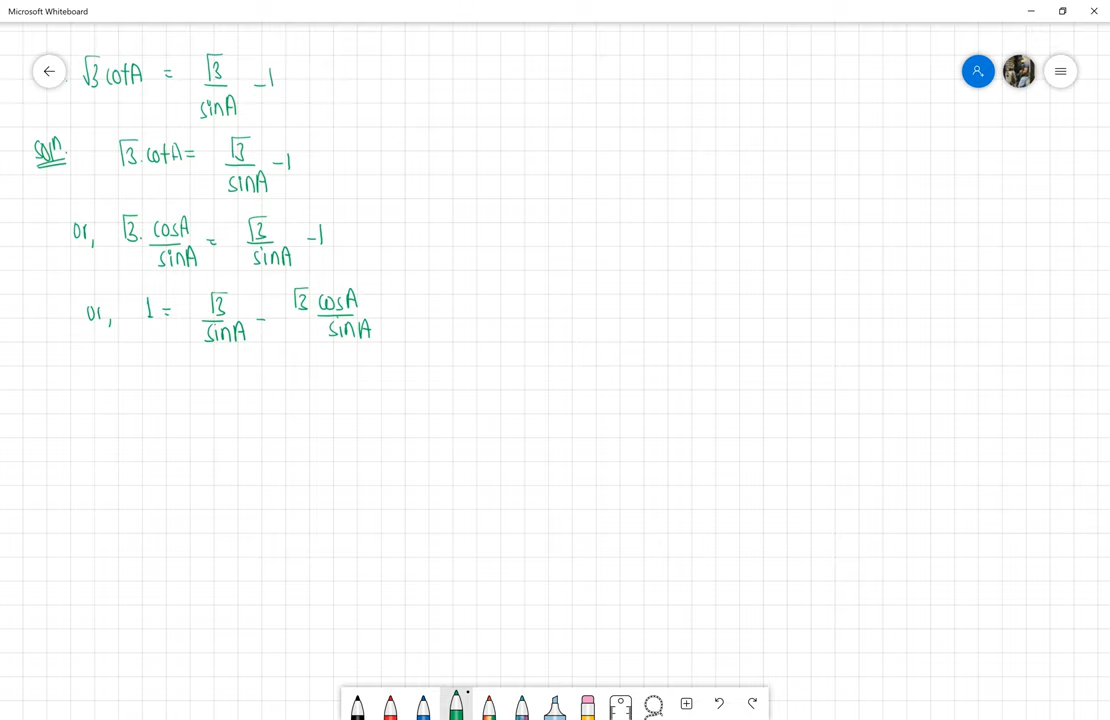 Microsoft Whiteboard
√3 cotA = √3/sinA -1
Soln. √3. cotA = √3/sinA -1
or, √3. cosA/sinA = √3/sinA -1
or, 1 = √3/sinA - √3 cosA/sinA